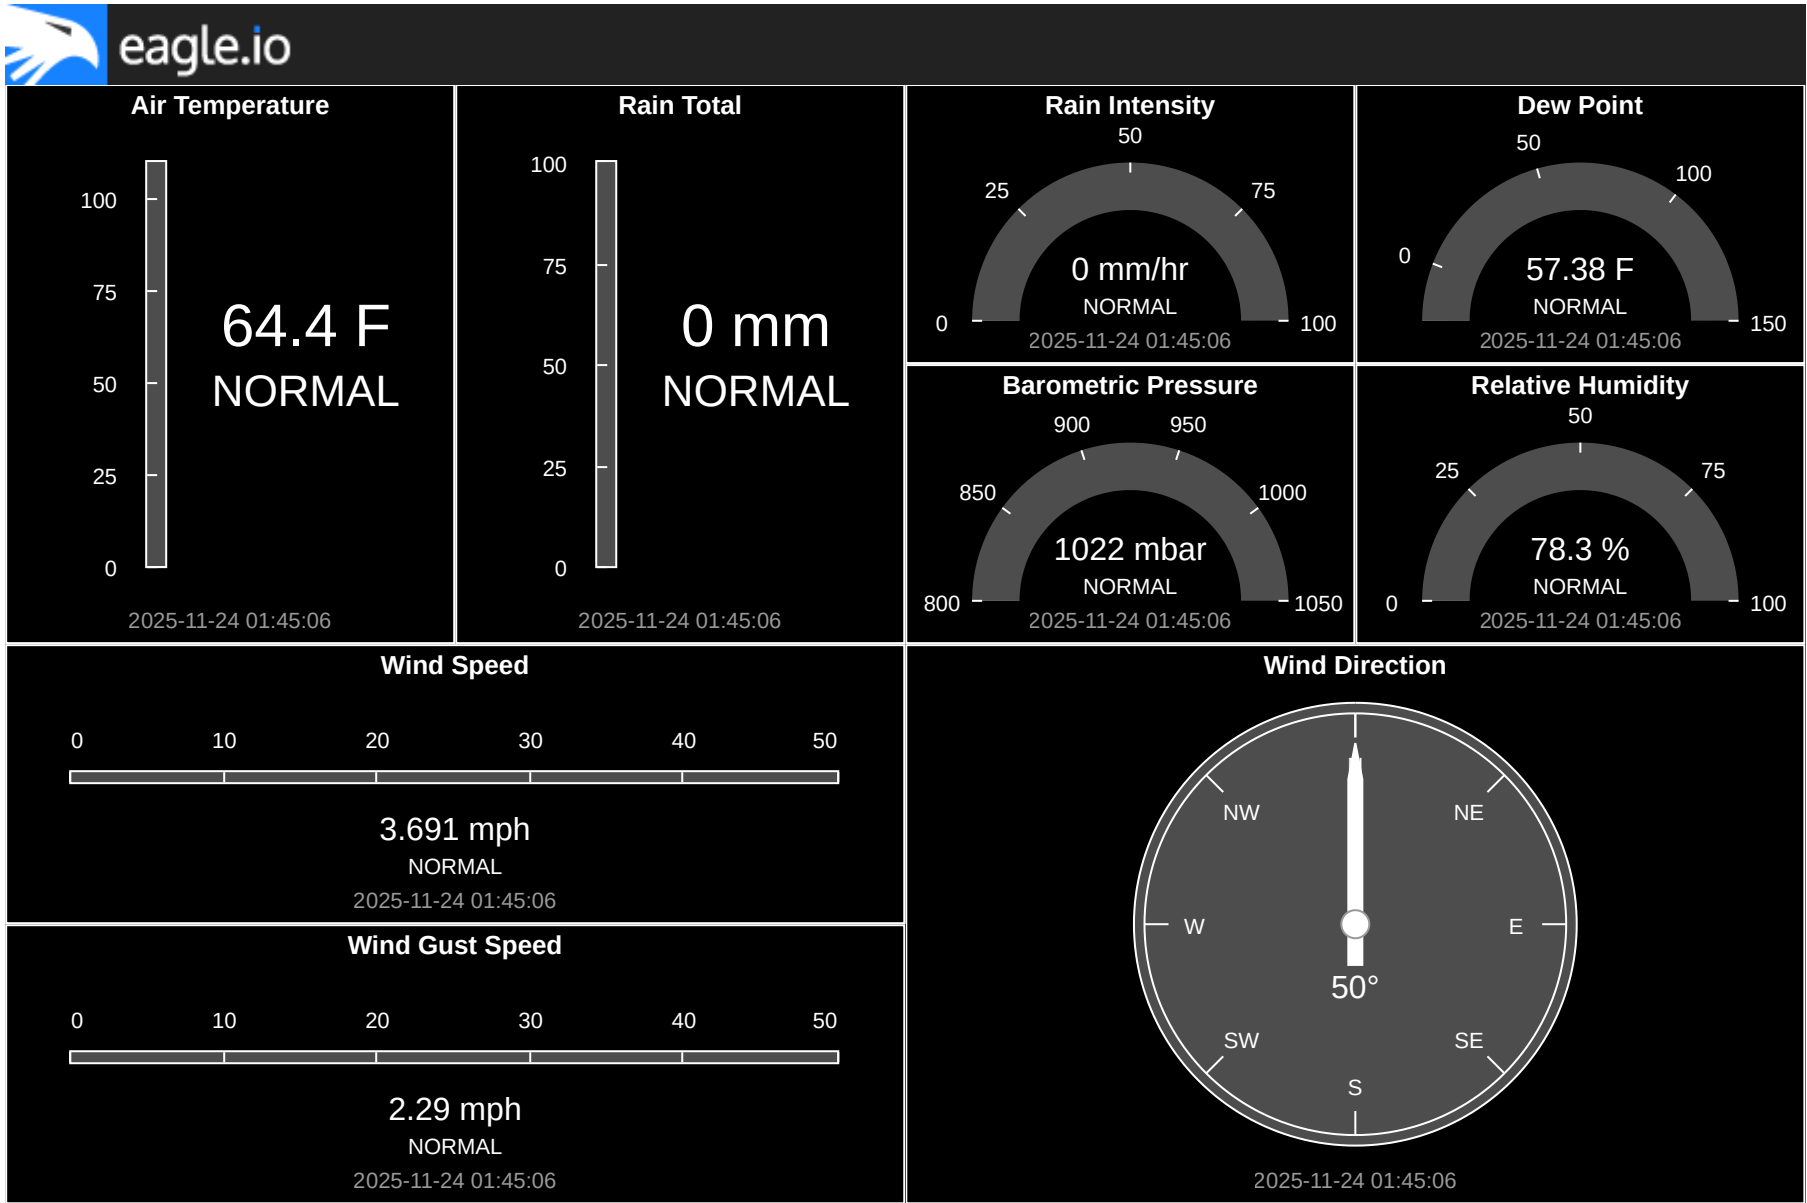 eagle.io
Air Temperature
100
75
50
25
0
64.4 F
NORMAL
2025-11-24 01:45:06
Rain Total
100
75
50
25
0
0 mm
NORMAL
2025-11-24 01:45:06
Rain Intensity
50
25
75
0
100
0 mm/hr
NORMAL
2025-11-24 01:45:06
Dew Point
50
100
0
150
57.38 F
NORMAL
2025-11-24 01:45:06
Barometric Pressure
900
950
850
1000
800
1050
1022 mbar
NORMAL
2025-11-24 01:45:06
Relative Humidity
50
25
75
0
100
78.3 %
NORMAL
2025-11-24 01:45:06
Wind Speed
0 10 20 30 40 50
3.691 mph
NORMAL
2025-11-24 01:45:06
Wind Gust Speed
0 10 20 30 40 50
2.29 mph
NORMAL
2025-11-24 01:45:06
Wind Direction
NW NE
W E
50°
SW SE
S
2025-11-24 01:45:06